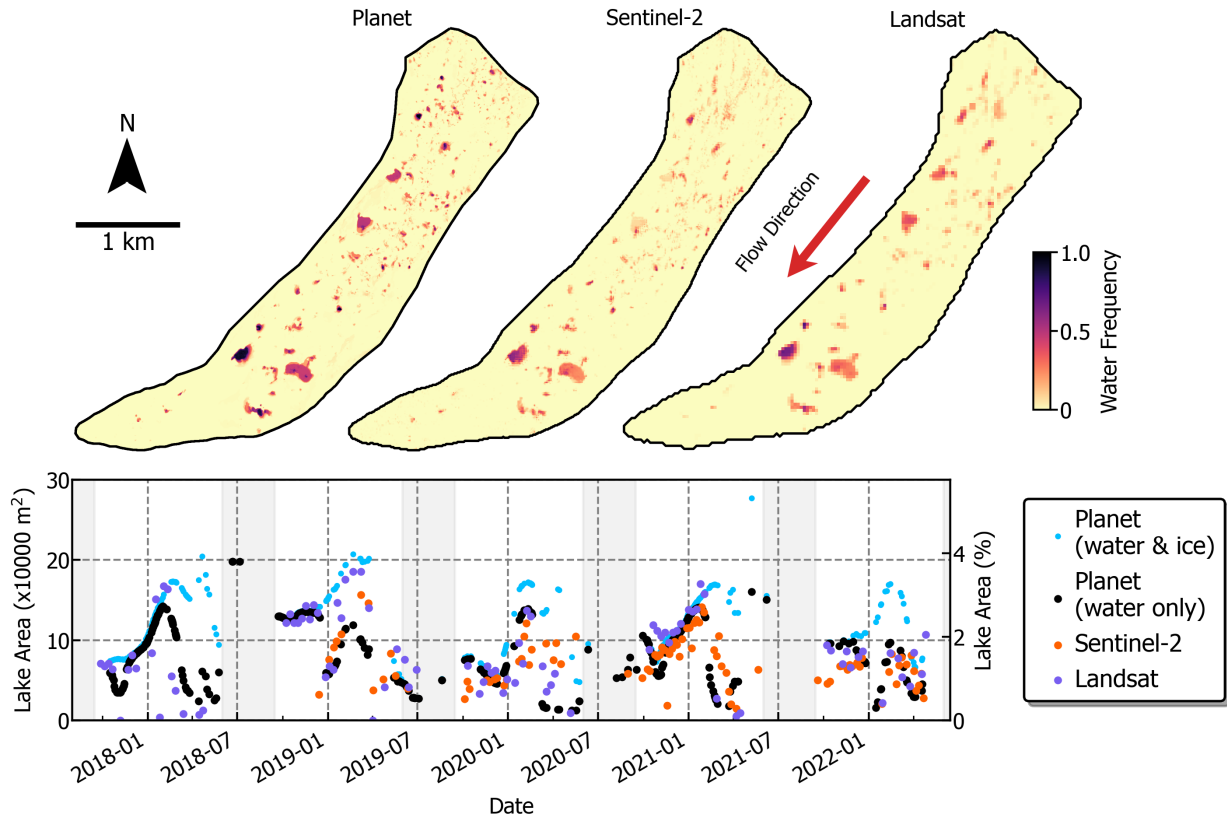 Planet
Sentinel-2
Landsat
N
1 km
Flow Direction
1.0
0.5
0
Water Frequency
30
20
10
0
Lake Area (x10000 m²)
4
2
0
Lake Area (%)
2018-01
2018-07
2019-01
2019-07
2020-01
2020-07
2021-01
2021-07
2022-01
Date
Planet
(water & ice)
Planet
(water only)
Sentinel-2
Landsat